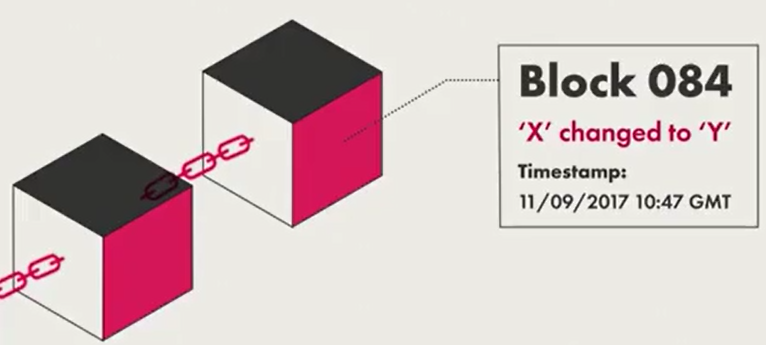 Block 084
‘X’ changed to ‘Y’
Timestamp:
11/09/2017 10:47 GMT